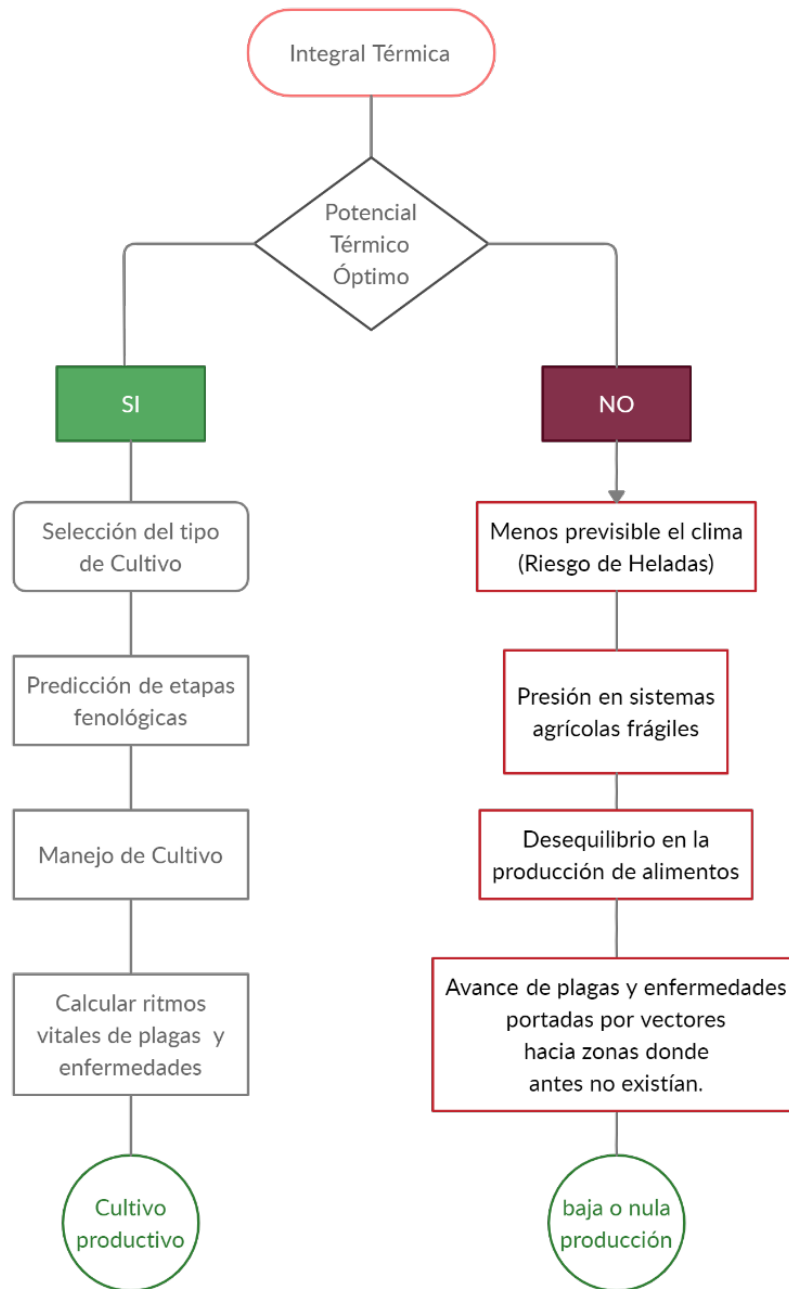 Integral Térmica
Potencial
Térmico
Óptimo
SI
NO
Selección del tipo
de Cultivo
Menos previsible el clima
(Riesgo de Heladas)
Predicción de etapas
fenológicas
Presión en sistemas
agrícolas frágiles
Manejo de Cultivo
Desequilibrio en la
producción de alimentos
Calcular ritmos
vitales de plagas y
enfermedades
Avance de plagas y enfermedades
portadas por vectores
hacia zonas donde
antes no existían.
Cultivo
productivo
baja o nula
producción